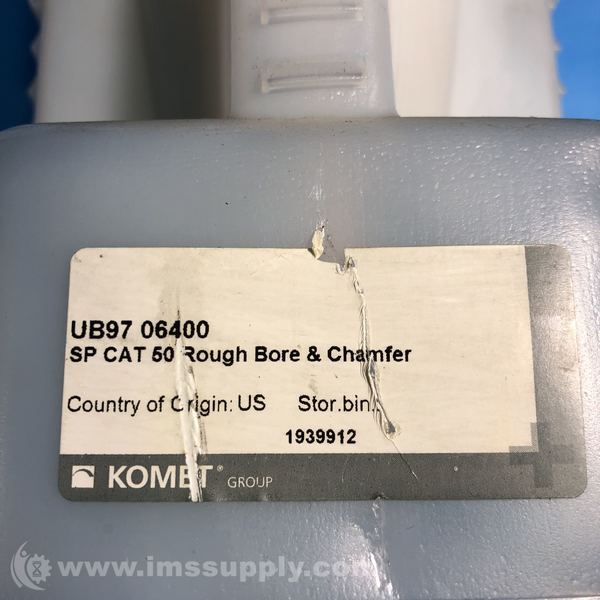 UB97 06400
SP CAT 50 Rough Bore & Chamfer
Country of Origin: US Stor.bin.:
1939912
KOMET® GROUP
www.imssupply.com